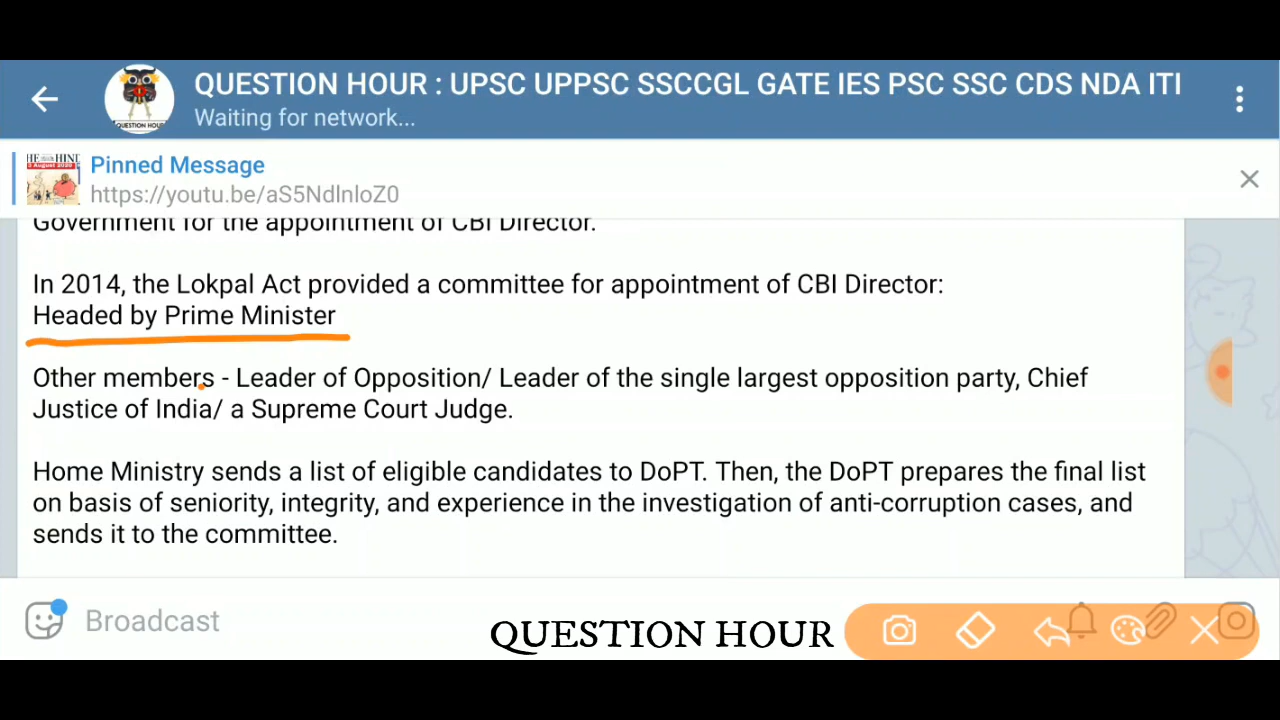 QUESTION HOUR : UPSC UPPSC SSCCGL GATE IES PSC SSC CDS NDA ITI
Waiting for network...
QUESTION HOUR
Pinned Message
https://youtu.be/aS5NdlnloZ0
Government for the appointment of CBI Director.
In 2014, the Lokpal Act provided a committee for appointment of CBI Director:
Headed by Prime Minister
Other members - Leader of Opposition/ Leader of the single largest opposition party, Chief
Justice of India/ a Supreme Court Judge.
Home Ministry sends a list of eligible candidates to DoPT. Then, the DoPT prepares the final list
on basis of seniority, integrity, and experience in the investigation of anti-corruption cases, and
sends it to the committee.
Broadcast
QUESTION HOUR